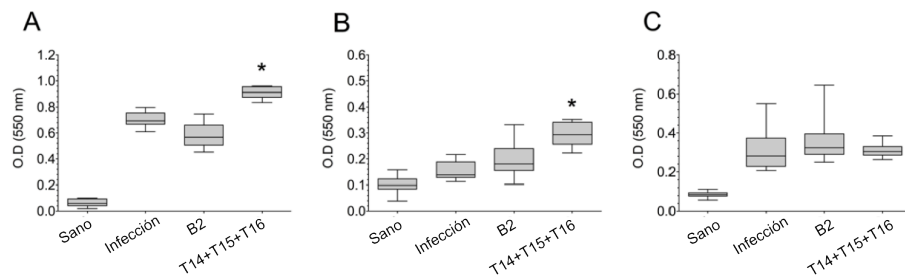 A
B
C
O.D (550 nm)
1.2
1.0
0.8
0.6
0.4
0.2
0.0
*
Sano
Infección
B2
T14+T15+T16
O.D (550 nm)
0.6
0.5
0.4
0.3
0.2
0.1
0.0
*
Sano
Infección
B2
T14+T15+T16
O.D (550 nm)
0.8
0.6
0.4
0.2
0.0
Sano
Infección
B2
T14+T15+T16